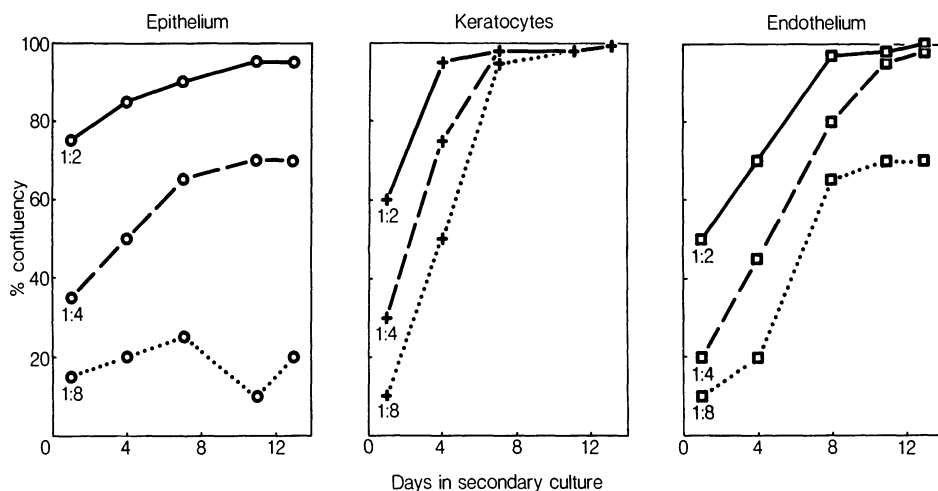 Epithelium
Keratocytes
Endothelium
% confluency
100
80
60
40
20
0
1:2
1:4
1:8
1:2
1:4
1:8
1:2
1:4
1:8
0 4 8 12
0 4 8 12
0 4 8 12
Days in secondary culture